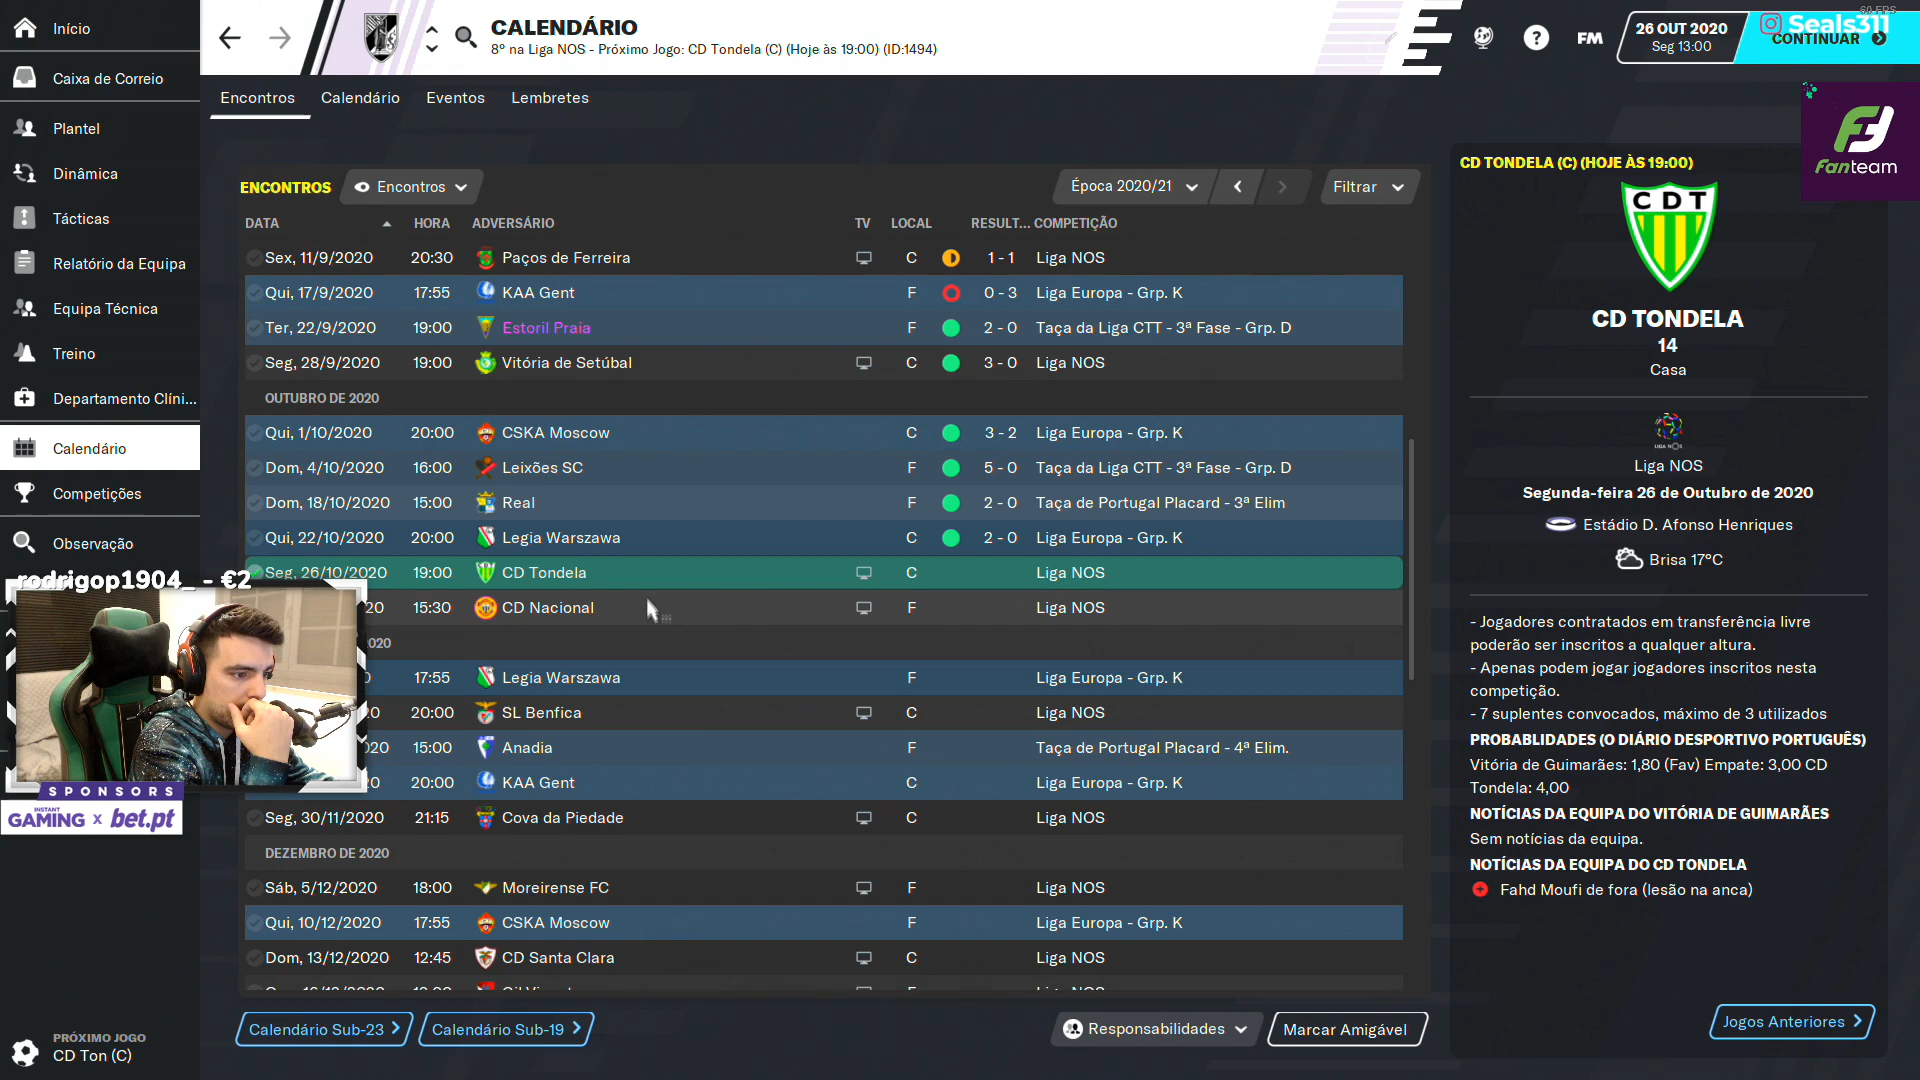 Início
Caixa de Correio
Plantel
Dinâmica
Tácticas
Relatório da Equipa
Equipa Técnica
Treino
Departamento Clíni...
Calendário
Competições
Observação
CALENDÁRIO
8º na Liga NOS - Próximo Jogo: CD Tondela (C) (Hoje às 19:00) (ID:1494)
FM
26 OUT 2020
Seg 13:00
60 FPS
Seals311
CONTINUAR
Encontros Calendário Eventos Lembretes
Fanteam
ENCONTROS Encontros Época 2020/21 Filtrar
DATA HORA ADVERSÁRIO TV LOCAL RESULT... COMPETIÇÃO
Sex, 11/9/2020 20:30 Paços de Ferreira C 1 - 1 Liga NOS
Qui, 17/9/2020 17:55 KAA Gent F 0 - 3 Liga Europa - Grp. K
Ter, 22/9/2020 19:00 Estoril Praia F 2 - 0 Taça da Liga CTT - 3ª Fase - Grp. D
Seg, 28/9/2020 19:00 Vitória de Setúbal C 3 - 0 Liga NOS
OUTUBRO DE 2020
Qui, 1/10/2020 20:00 CSKA Moscow C 3 - 2 Liga Europa - Grp. K
Dom, 4/10/2020 16:00 Leixões SC F 5 - 0 Taça da Liga CTT - 3ª Fase - Grp. D
Dom, 18/10/2020 15:00 Real F 2 - 0 Taça de Portugal Placard - 3ª Elim
Qui, 22/10/2020 20:00 Legia Warszawa C 2 - 0 Liga Europa - Grp. K
Seg, 26/10/2020 19:00 CD Tondela C Liga NOS
20 15:30 CD Nacional F Liga NOS
2020
17:55 Legia Warszawa F Liga Europa - Grp. K
20:00 SL Benfica C Liga NOS
020 15:00 Anadia F Taça de Portugal Placard - 4ª Elim.
20:00 KAA Gent C Liga Europa - Grp. K
Seg, 30/11/2020 21:15 Cova da Piedade C Liga NOS
DEZEMBRO DE 2020
Sáb, 5/12/2020 18:00 Moreirense FC F Liga NOS
Qui, 10/12/2020 17:55 CSKA Moscow F Liga Europa - Grp. K
Dom, 13/12/2020 12:45 CD Santa Clara C Liga NOS
Calendário Sub-23
Calendário Sub-19
Responsabilidades
Marcar Amigável
rodrigop1904_ - €2
SPONSORS
INSTANT
GAMING x bet.pt
PRÓXIMO JOGO
CD Ton (C)
CD TONDELA (C) (HOJE ÀS 19:00)
CDT
CD TONDELA
14
Casa
LIGA NOS
Liga NOS
Segunda-feira 26 de Outubro de 2020
Estádio D. Afonso Henriques
Brisa 17ºC
- Jogadores contratados em transferência livre
poderão ser inscritos a qualquer altura.
- Apenas podem jogar jogadores inscritos nesta
competição.
- 7 suplentes convocados, máximo de 3 utilizados
PROBABLIDADES (O DIÁRIO DESPORTIVO PORTUGUÊS)
Vitória de Guimarães: 1,80 (Fav) Empate: 3,00 CD
Tondela: 4,00
NOTÍCIAS DA EQUIPA DO VITÓRIA DE GUIMARÃES
Sem notícias da equipa.
NOTÍCIAS DA EQUIPA DO CD TONDELA
Fahd Moufi de fora (lesão na anca)
Jogos Anteriores